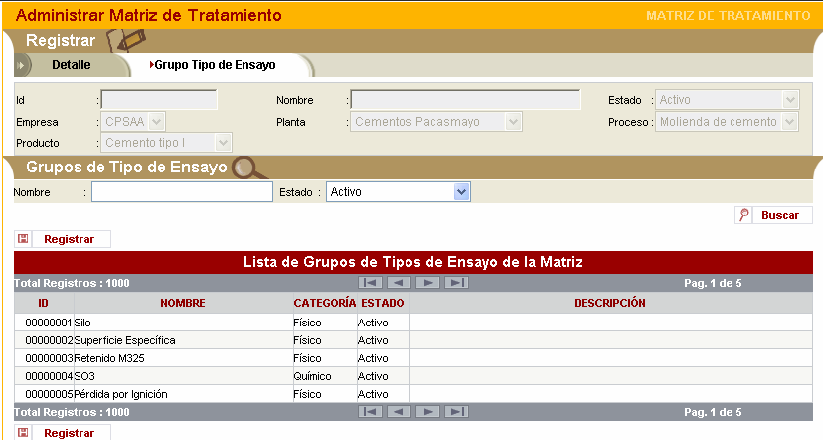 Administrar Matriz de Tratamiento MATRIZ DE TRATAMIENTO
Registrar
Detalle Grupo Tipo de Ensayo
Id : Nombre : Estado : Activo
Empresa : CPSAA Planta : Cementos Pacasmayo Proceso : Molienda de cemento
Producto : Cemento tipo I
Grupos de Tipo de Ensayo
Nombre : Estado : Activo
Buscar
Registrar
Lista de Grupos de Tipos de Ensayo de la Matriz
Total Registros : 1000 Pag. 1 de 5
ID NOMBRE CATEGORÍA ESTADO DESCRIPCIÓN
00000001 Silo Físico Activo
00000002 Superficie Específica Físico Activo
00000003 Retenido M325 Físico Activo
00000004 SO3 Químico Activo
00000005 Pérdida por Ignición Físico Activo
Total Registros : 1000 Pag. 1 de 5
Registrar